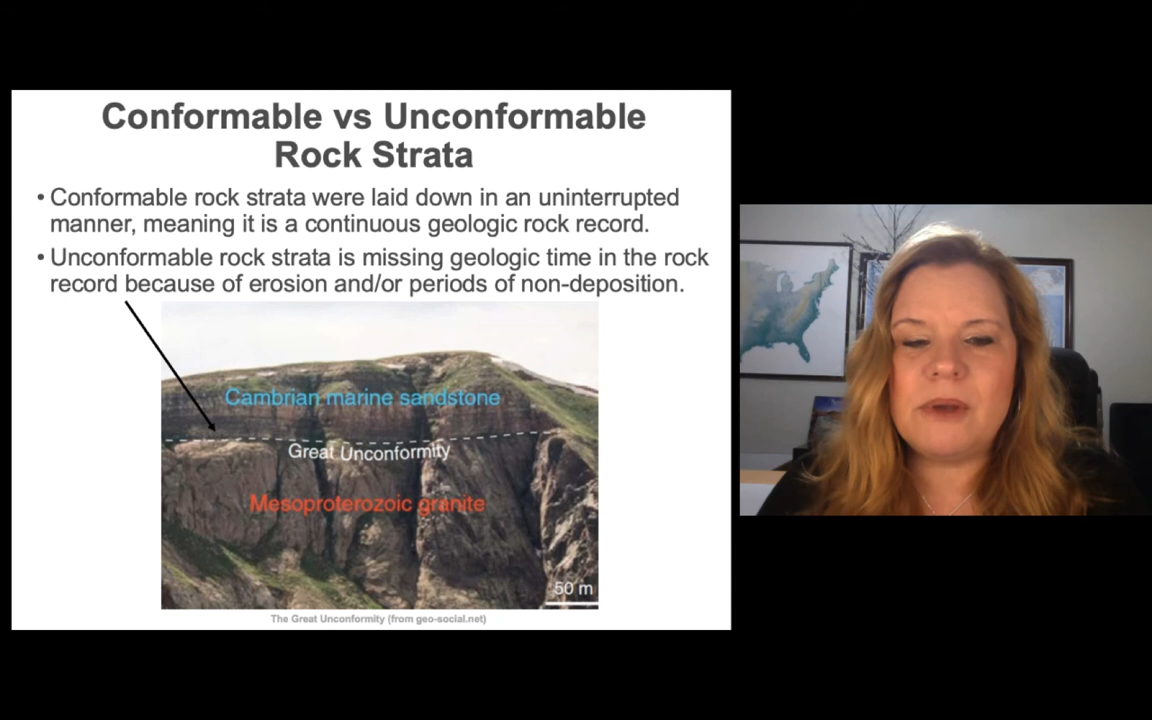 Conformable vs Unconformable
Rock Strata
• Conformable rock strata were laid down in an uninterrupted
manner, meaning it is a continuous geologic rock record.
• Unconformable rock strata is missing geologic time in the rock
record because of erosion and/or periods of non-deposition.
Cambrian marine sandstone
Great Unconformity
Mesoproterozoic granite
50 m
The Great Unconformity (from geo-social.net)